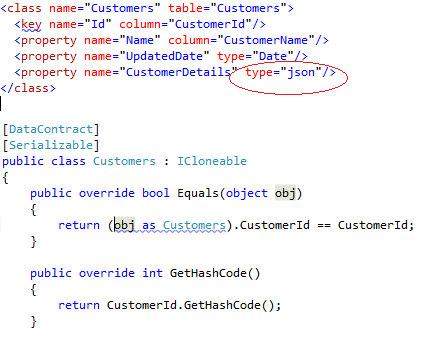 <class name="Customers" table="Customers">
<key name="Id" column="CustomerId"/>
<property name="Name" column="CustomerName"/>
<property name="UpdatedDate" type="Date"/>
<property name="CustomerDetails" type="json"/>
</class>
[DataContract]
[Serializable]
public class Customers : ICloneable
{
public override bool Equals(object obj)
{
return (obj as Customers).CustomerId == CustomerId;
}
public override int GetHashCode()
{
return CustomerId.GetHashCode();
}